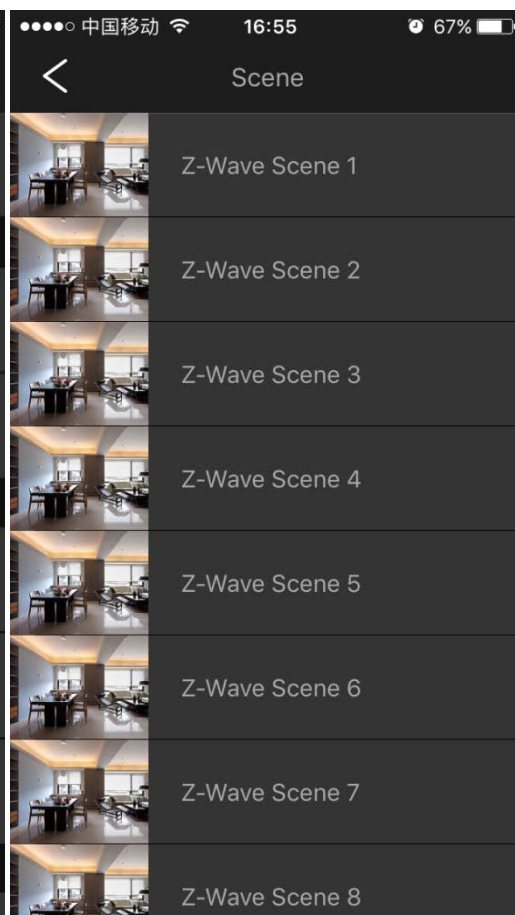 中国移动 16:55 67%
Scene
Z-Wave Scene 1
Z-Wave Scene 2
Z-Wave Scene 3
Z-Wave Scene 4
Z-Wave Scene 5
Z-Wave Scene 6
Z-Wave Scene 7
Z-Wave Scene 8